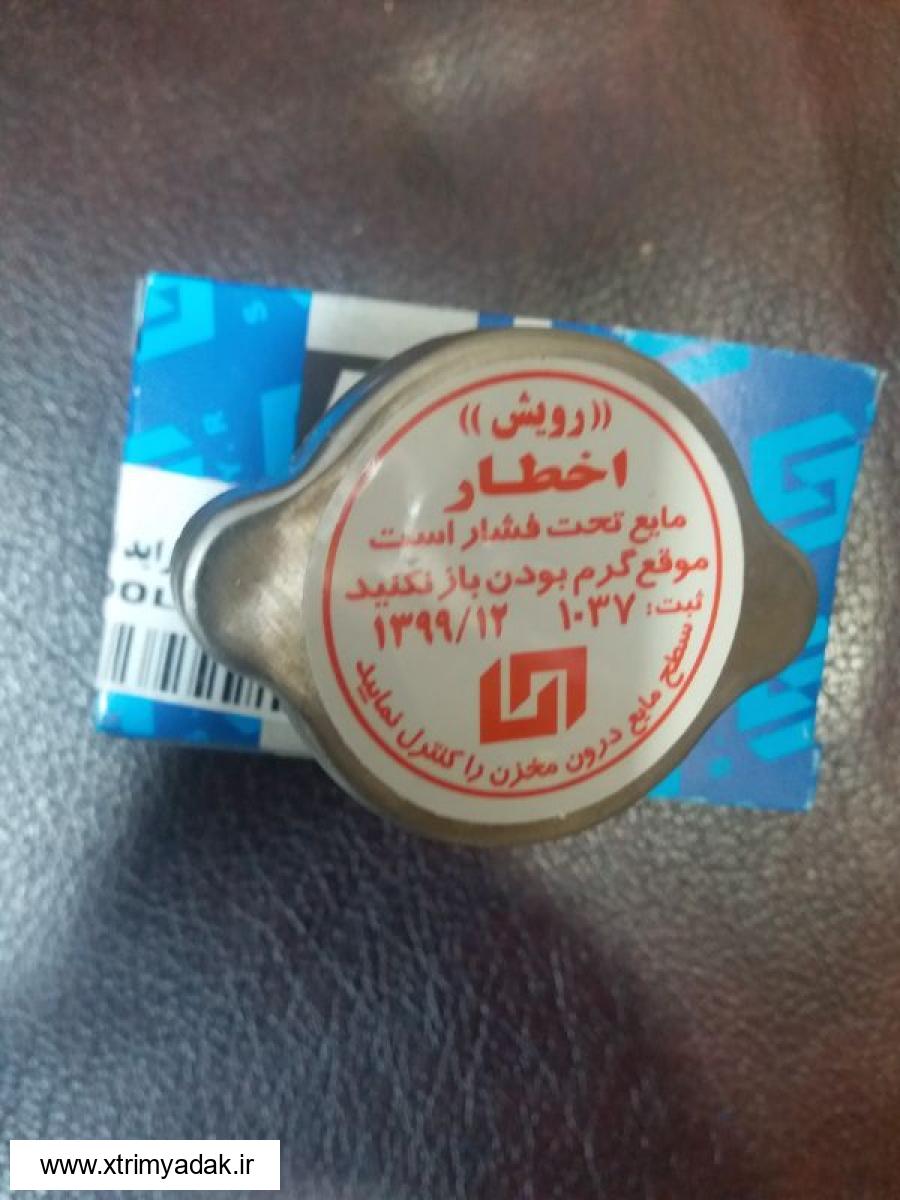 ((رویش))
اخطار
مایع تحت فشار است
موقع گرم بودن باز نکنید
ثبت: ۱۰۳۷ ۱۳۹۹/۱۲
سطح مایع درون مخزن را کنترل نمایید
www.xtrimyadak.ir